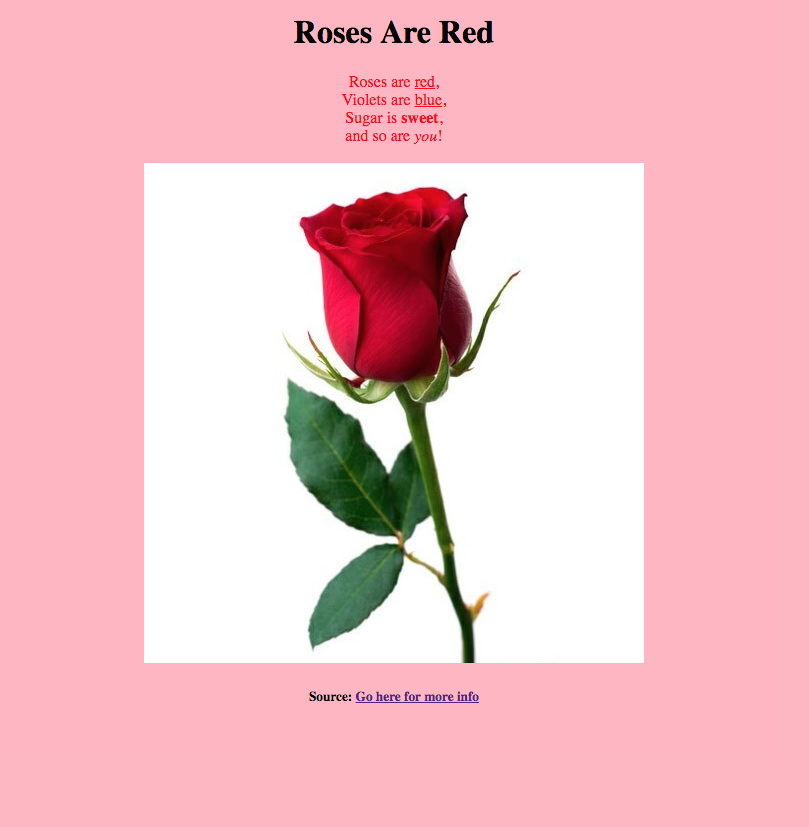 Roses Are Red
Roses are red,
Violets are blue,
Sugar is sweet,
and so are you!
Source: Go here for more info